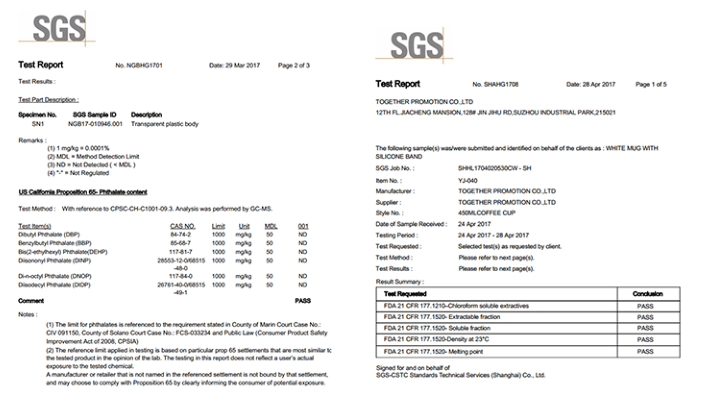 SGS
Test Report No. NGBHG1701 Date: 29 Mar 2017 Page 2 of 3
Test Results :
Test Part Description :
Specimen No. SGS Sample ID Description
SN1 NGB17-010946.001 Transparent plastic body
Remarks :
(1) 1 mg/kg = 0.0001%
(2) MDL = Method Detection Limit
(3) ND = Not Detected ( < MDL )
(4) "-" = Not Regulated
US California Proposition 65- Phthalate content
Test Method : With reference to CPSC-CH-C1001-09.3. Analysis was performed by GC-MS.
Test Item(s) CAS NO. Limit Unit MDL 001
Dibutyl Phthalate (DBP) 84-74-2 1000 mg/kg 50 ND
Benzylbutyl Phthalate (BBP) 85-68-7 1000 mg/kg 50 ND
Bis(2-ethylhexyl) Phthalate(DEHP) 117-81-7 1000 mg/kg 50 ND
Diisononyl Phthalate (DINP) 28553-12-0/68515 1000 mg/kg 50 ND
-48-0
Di-n-octyl Phthalate (DNOP) 117-84-0 1000 mg/kg 50 ND
Diisodecyl Phthalate (DIDP) 26761-40-0/68515 1000 mg/kg 50 ND
-49-1
Comment PASS
Notes :
(1) The limit for phthalates is referenced to the requirement stated in County of Marin Court Case No.:
CIV 091150, County of Solano Court Case No.: FCS-033234 and Public Law (Consumer Product Safety
Improvement Act of 2008, CPSIA)
(2) The reference limit applied in testing is based on particular prop 65 settlements that are most similar to
the tested product in the opinion of the lab. The testing in this report does not reflect a user's actual
exposure to the tested chemical.
A manufacturer or retailer that is not named in the referenced settlement is not bound by that settlement,
and may choose to comply with Proposition 65 by clearly informing the consumer of potential exposure.
SGS
Test Report No. SHAHG1708 Date: 28 Apr 2017 Page 1 of 5
TOGETHER PROMOTION CO.,LTD
12TH FL.JIACHENG MANSION,128# JIN JIHU RD,SUZHOU INDUSTRIAL PARK,215021
The following sample(s) was/were submitted and identified on behalf of the clients as : WHITE MUG WITH
SILICONE BAND
SGS Job No. : SHHL1704020530CW - SH
Item No. : YJ-040
Manufacturer : TOGETHER PROMOTION CO.,LTD
Supplier : TOGETHER PROMOTION CO.,LTD
Style No. : 450MLCOFFEE CUP
Date of Sample Received : 24 Apr 2017
Testing Period : 24 Apr 2017 - 28 Apr 2017
Test Requested : Selected test(s) as requested by client.
Test Method : Please refer to next page(s).
Test Results : Please refer to next page(s).
Result Summary :
Test Requested Conclusion
FDA 21 CFR 177.1210–Chloroform soluble extractives PASS
FDA 21 CFR 177.1520- Extractable fraction PASS
FDA 21 CFR 177.1520- Soluble fraction PASS
FDA 21 CFR 177.1520-Density at 23°C PASS
FDA 21 CFR 177.1520- Melting point PASS
Signed for and on behalf of
SGS-CSTC Standards Technical Services (Shanghai) Co., Ltd.